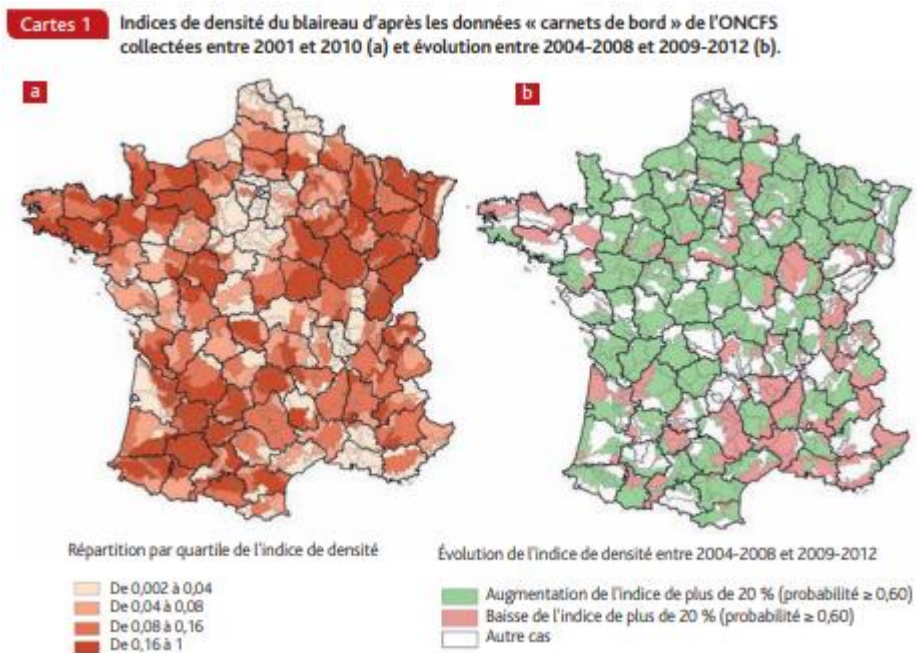 Cartes 1
Indices de densité du blaireau d'après les données « carnets de bord » de l'ONCFS
collectées entre 2001 et 2010 (a) et évolution entre 2004-2008 et 2009-2012 (b).
a
b
Répartition par quartile de l'indice de densité
De 0,002 à 0,04
De 0,04 à 0,08
De 0,08 à 0,16
De 0,16 à 1
Évolution de l'indice de densité entre 2004-2008 et 2009-2012
Augmentation de l'indice de plus de 20 % (probabilité ≥ 0,60)
Baisse de l'indice de plus de 20 % (probabilité ≥ 0,60)
Autre cas